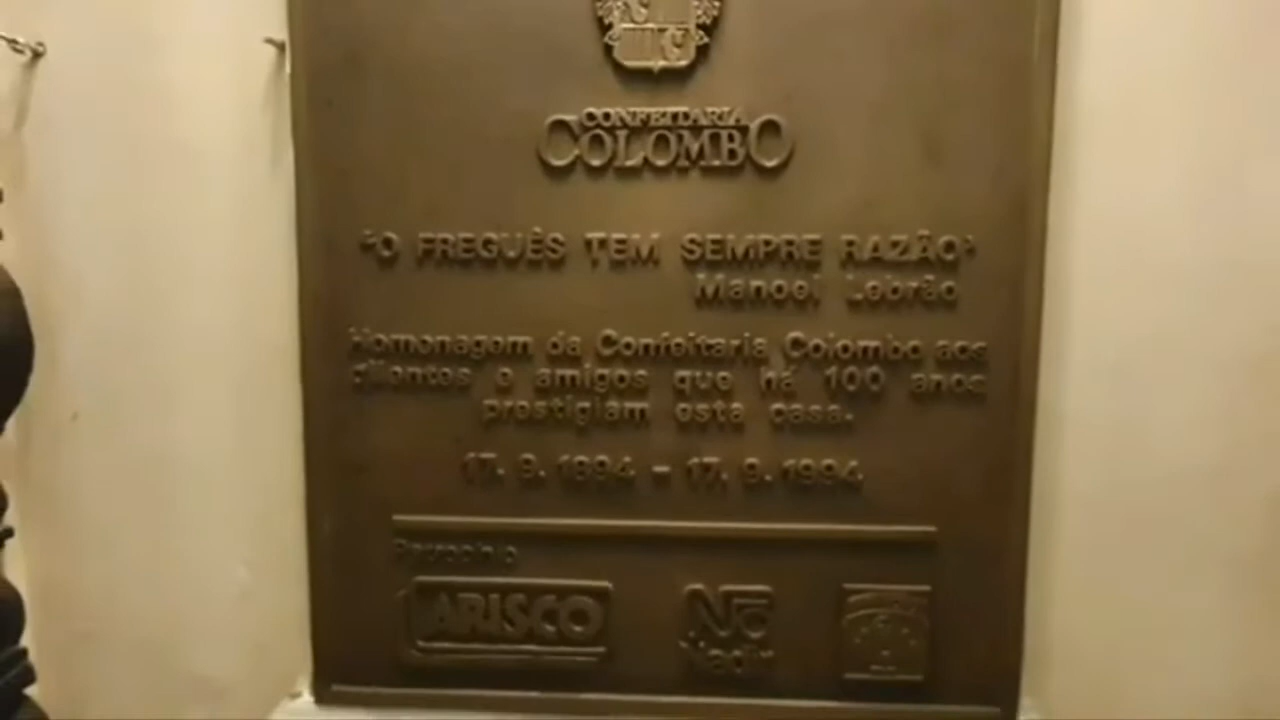 CONFEITARIA
COLOMBO
"O FREGUÊS TEM SEMPRE RAZÃO"
Manoel Lebrão
Homenagem da Confeitaria Colombo aos
clientes e amigos que há 100 anos
prestigiam esta casa.
17. 9. 1894 - 17. 9. 1994
Patrocínio
ARISCO
Nadir